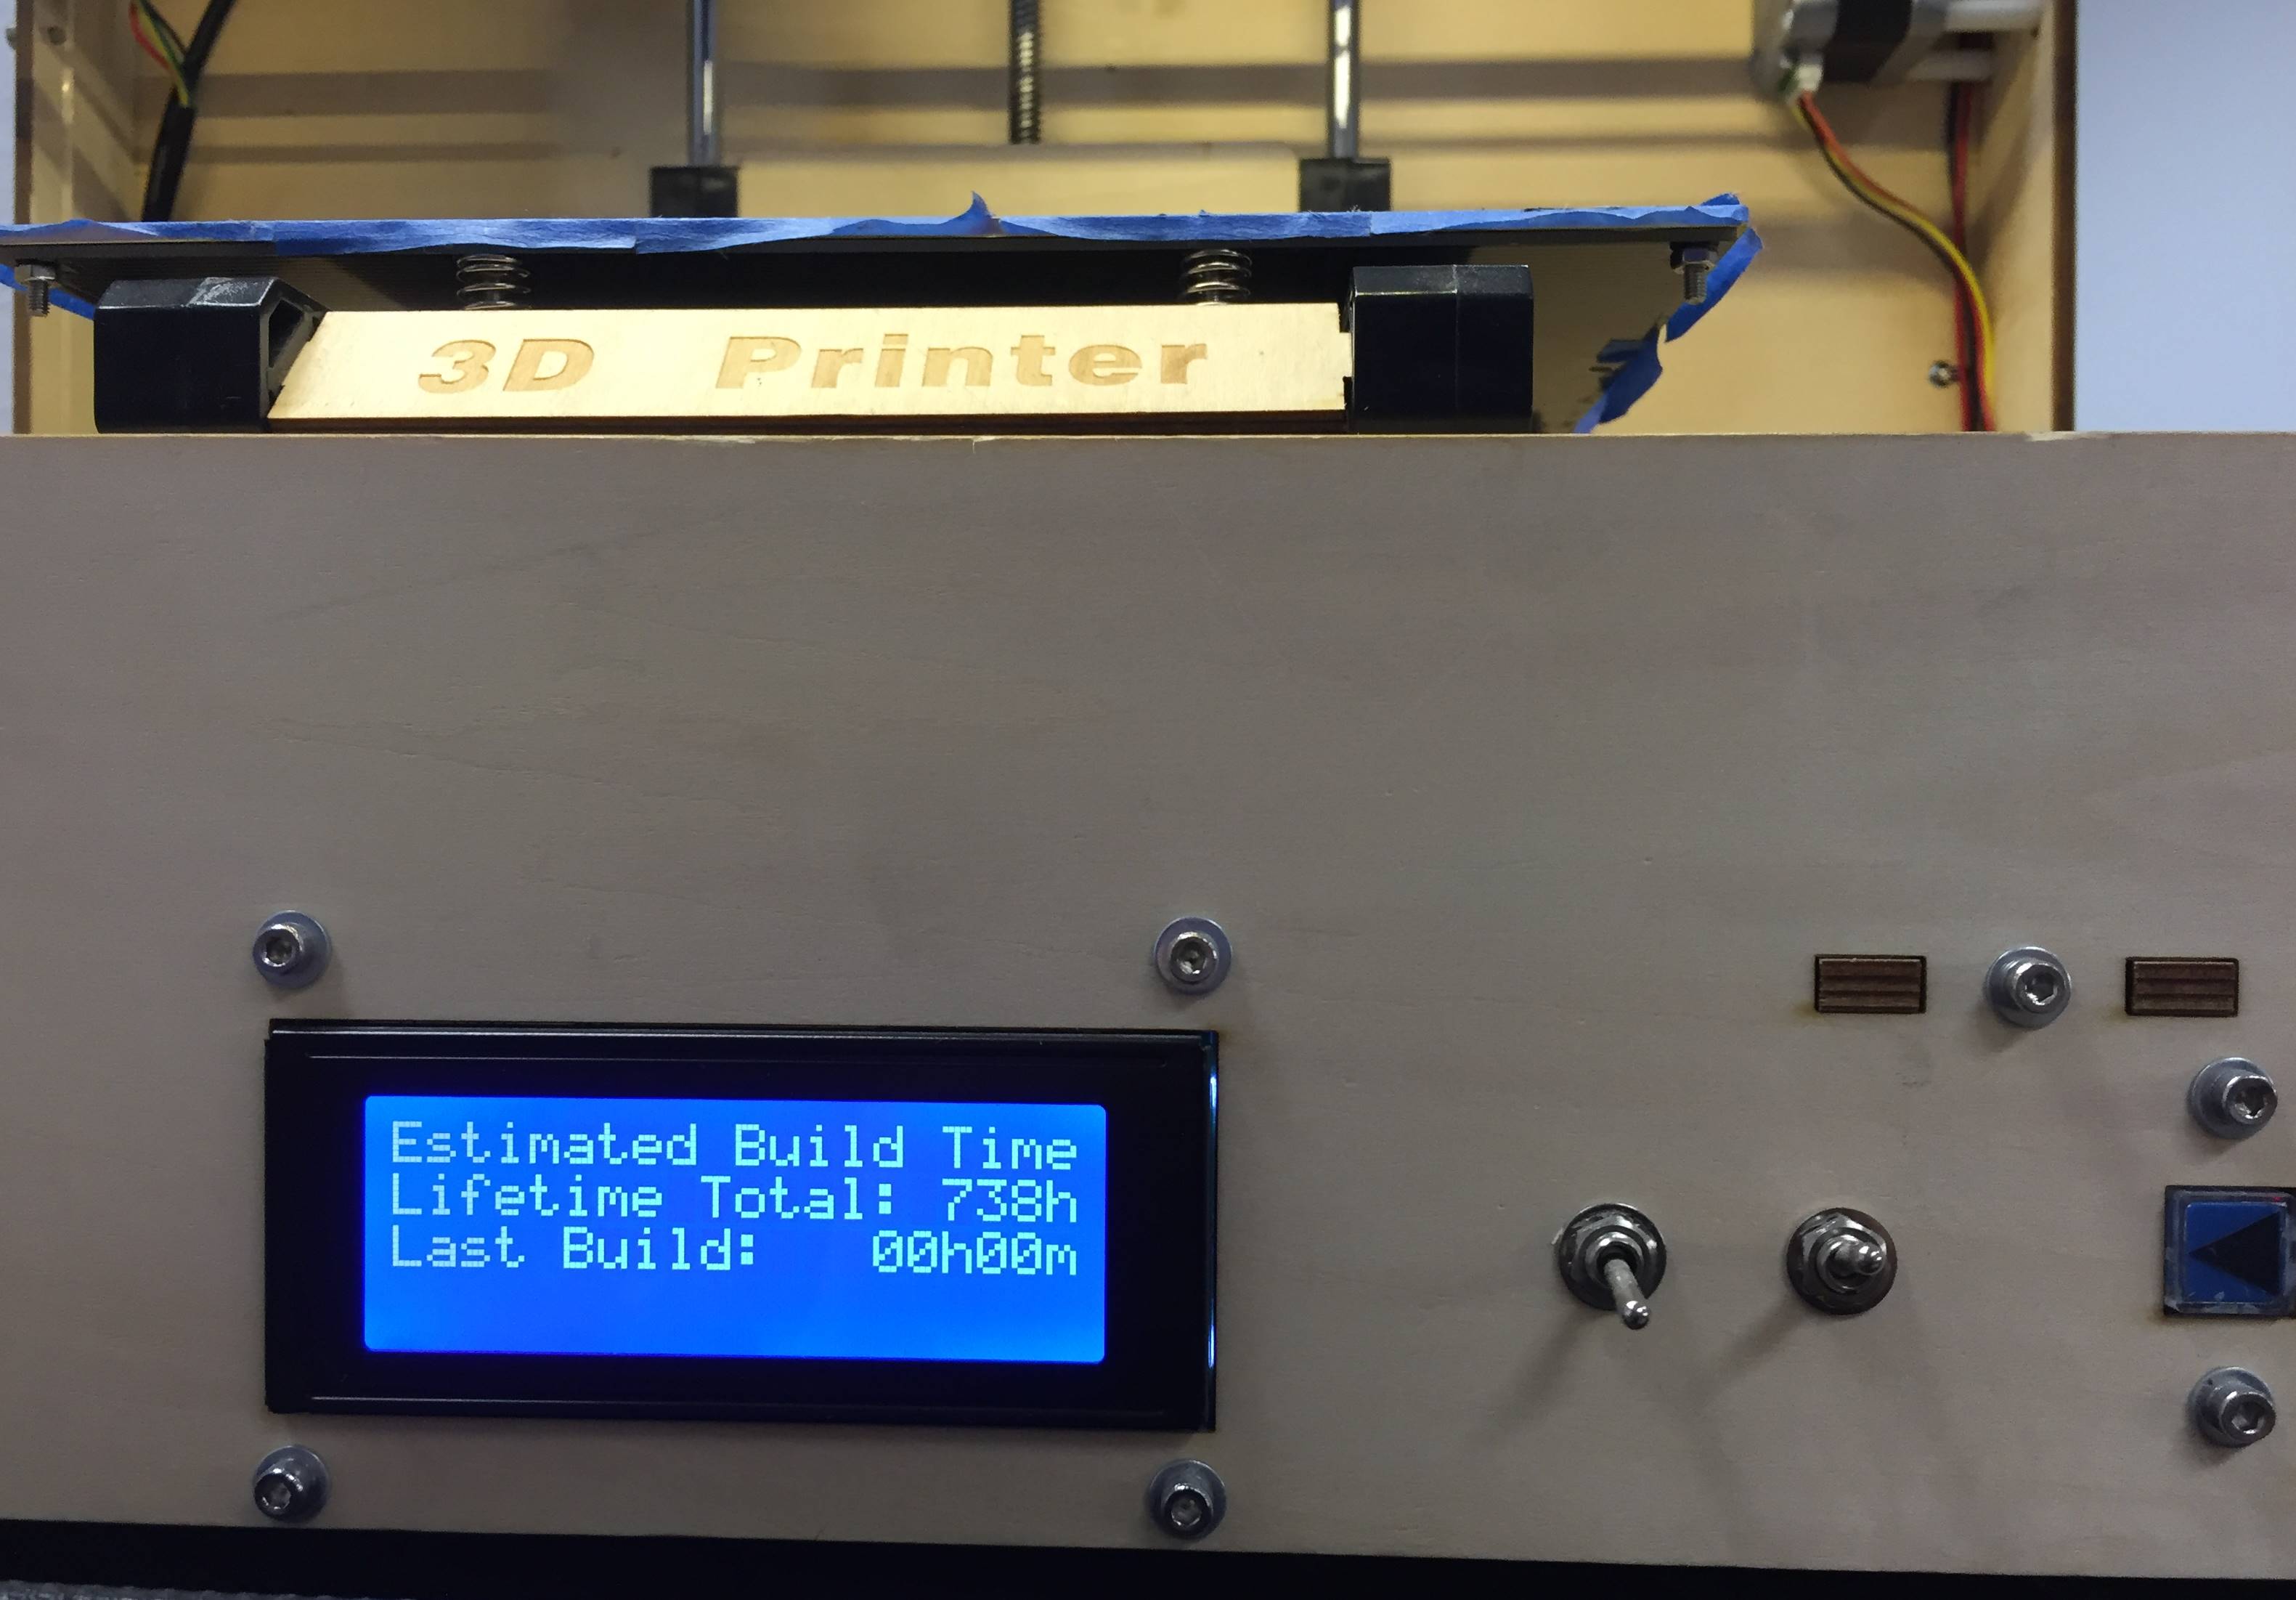 3D Printer
Estimated Build Time
Lifetime Total: 738h
Last Build: 00h00m